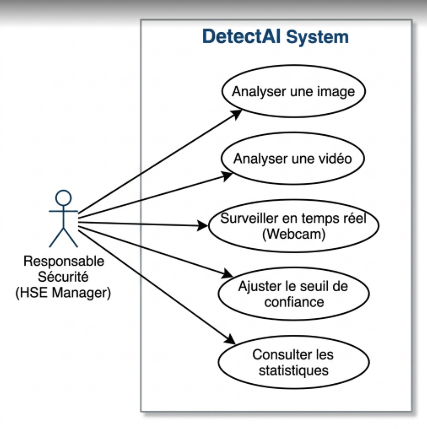 DetectAI System
Analyser une image
Analyser une vidéo
Surveiller en temps réel
(Webcam)
Responsable
Sécurité
(HSE Manager)
Ajuster le seuil de
confiance
Consulter les
statistiques